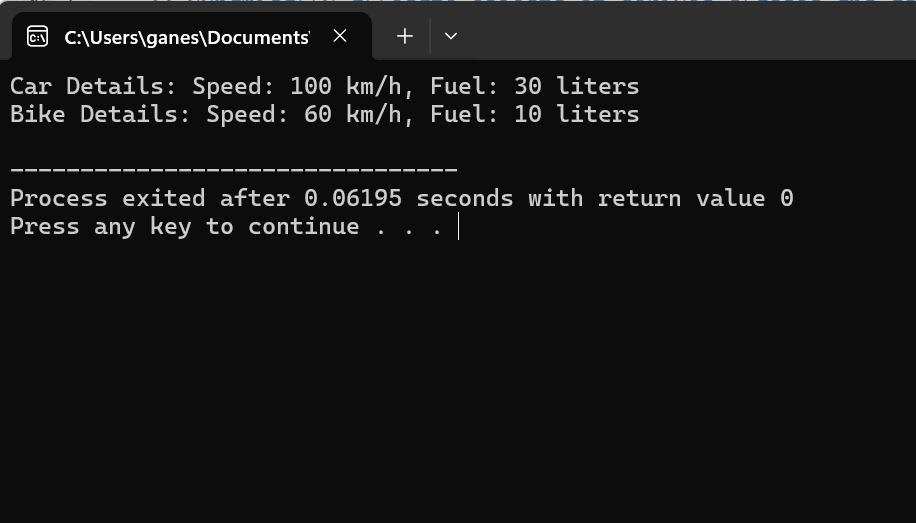 C:\Users\ganes\Documents'
Car Details: Speed: 100 km/h, Fuel: 30 liters
Bike Details: Speed: 60 km/h, Fuel: 10 liters
--------------------------------
Process exited after 0.06195 seconds with return value 0
Press any key to continue . . .